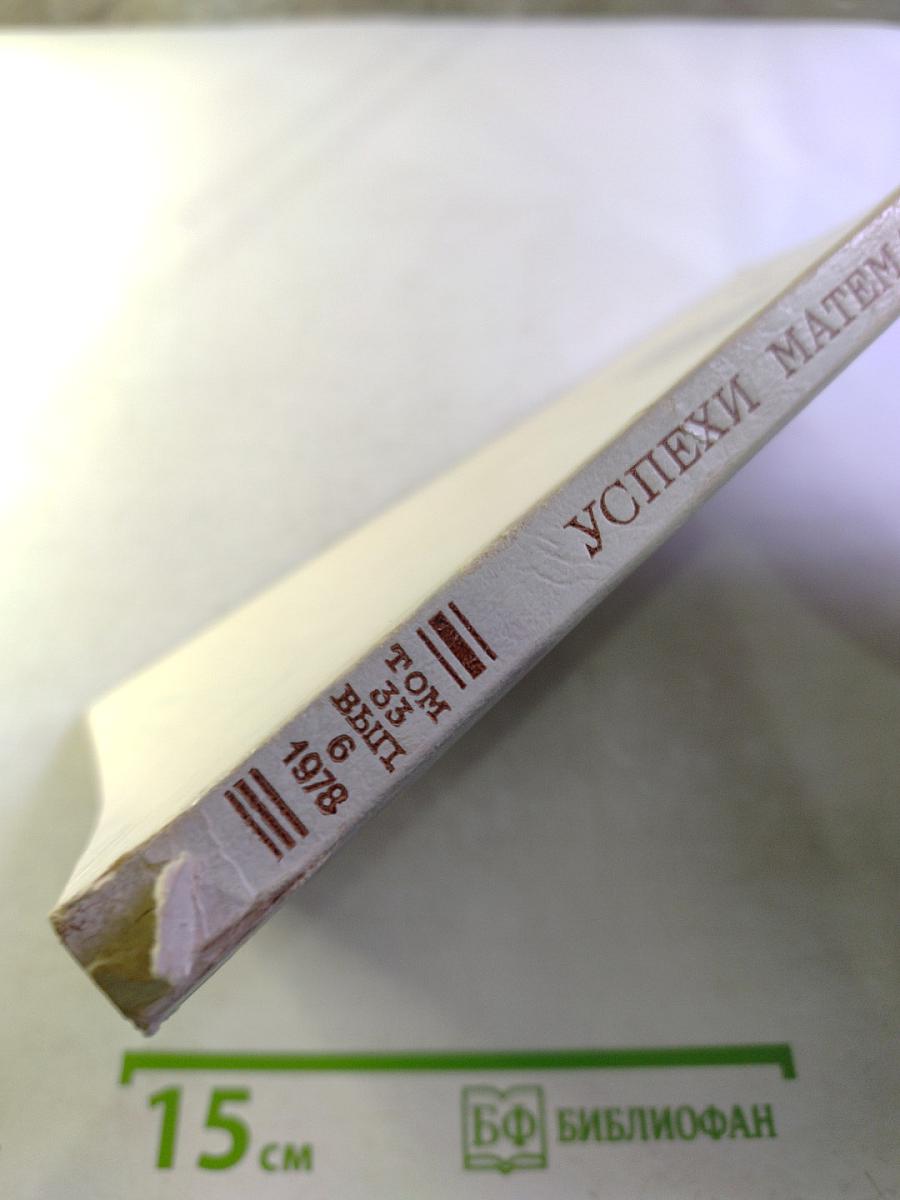 УСПЕХИ МАТЕМ
ТОМ
33
ВЫП.
6
1978
15 см
БФ БИБЛИОФАН